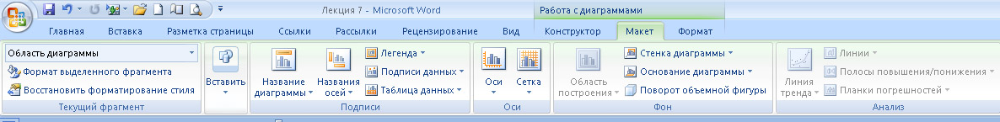 Лекция 7 - Microsoft Word
Работа с диаграммами
Главная Вставка Разметка страницы Ссылки Рассылки Рецензирование Вид Конструктор Макет Формат
Область диаграммы
Формат выделенного фрагмента
Восстановить форматирование стиля
Текущий фрагмент
Вставить
Название
диаграммы
Названия
осей
Легенда
Подписи данных
Таблица данных
Подписи
Оси
Сетка
Оси
Область
построения
Стенка диаграммы
Основание диаграммы
Поворот объемной фигуры
Фон
Линия
тренда
Линии
Полосы повышения/понижения
Планки погрешностей
Анализ